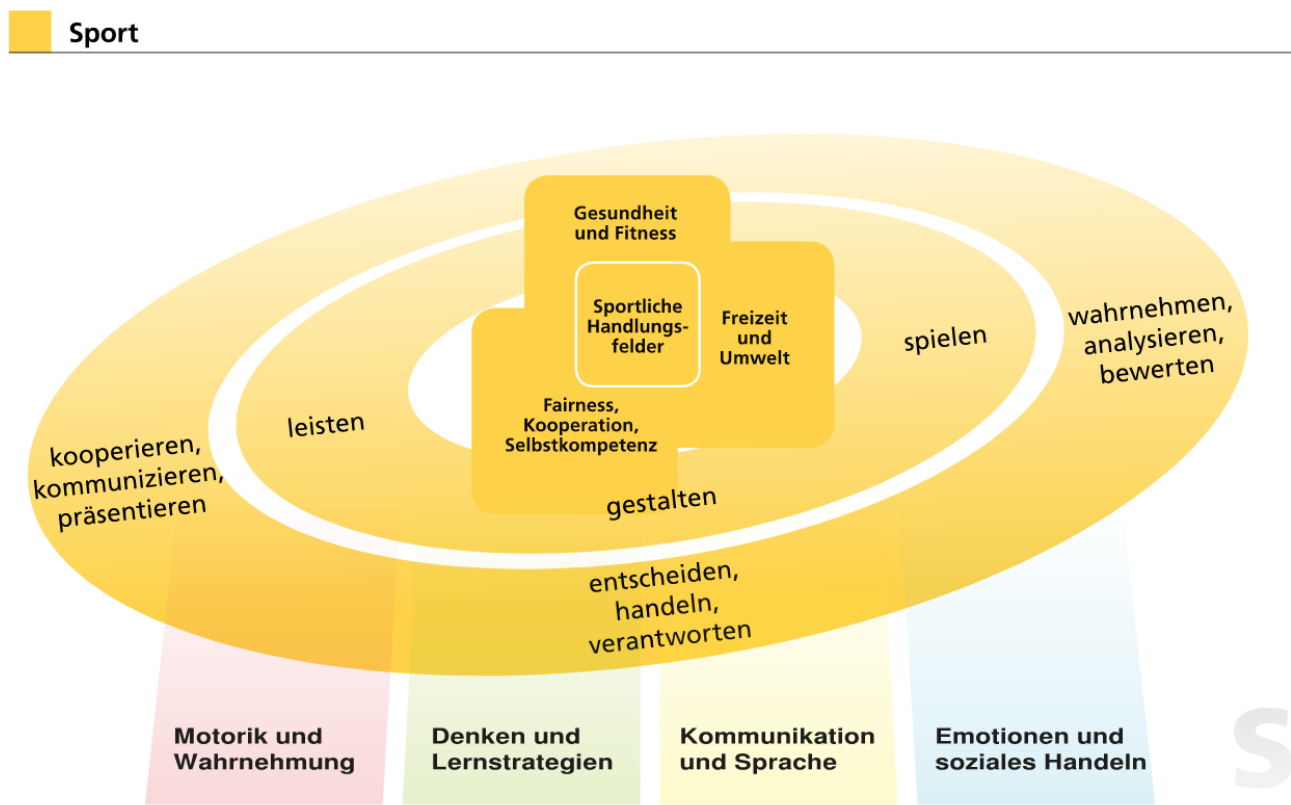 Sport
Gesundheit
und Fitness
Sportliche
Handlungs-
felder
Freizeit
und
Umwelt
Fairness,
Kooperation,
Selbstkompetenz
leisten
spielen
gestalten
wahrnehmen,
analysieren,
bewerten
kooperieren,
kommunizieren,
präsentieren
entscheiden,
handeln,
verantworten
Motorik und
Wahrnehmung
Denken und
Lernstrategien
Kommunikation
und Sprache
Emotionen und
soziales Handeln
S